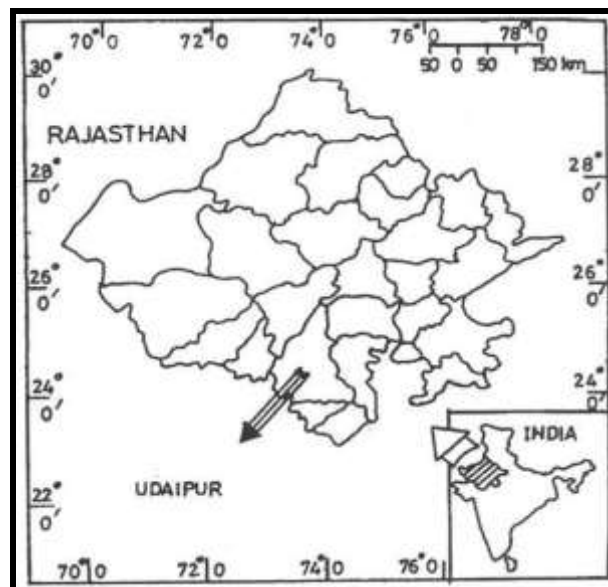 70° 0 72° 0 74° 0 76° 0 78° 0
50 0 50 150 km
30° 0'
RAJASTHAN
28° 0' 28° 0'
26° 0' 26° 0'
24° 0' 24° 0'
INDIA
UDAIPUR
22° 0'
70° 0 72° 0 74° 0 76° 0